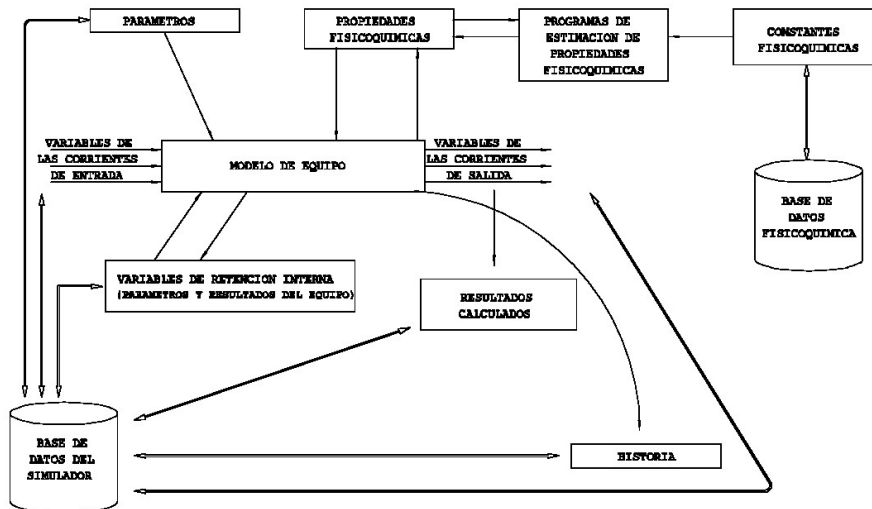 PARAMETROS
PROPIEDADES
FISICOQUIMICAS
PROGRAMAS DE
ESTIMACION DE
PROPIEDADES
FISICOQUIMICAS
CONSTANTES
FISICOQUIMICAS
VARIABLES DE
LAS CORRIENTES
DE ENTRADA
MODELO DE EQUIPO
VARIABLES DE
LAS CORRIENTES
DE SALIDA
BASE DE
DATOS
FISICOQUIMICA
VARIABLES DE RETENCION INTERNA
(PARAMETROS Y RESULTADOS DEL EQUIPO)
RESULTADOS
CALCULADOS
BASE DE
DATOS DEL
SIMULADOR
HISTORIA